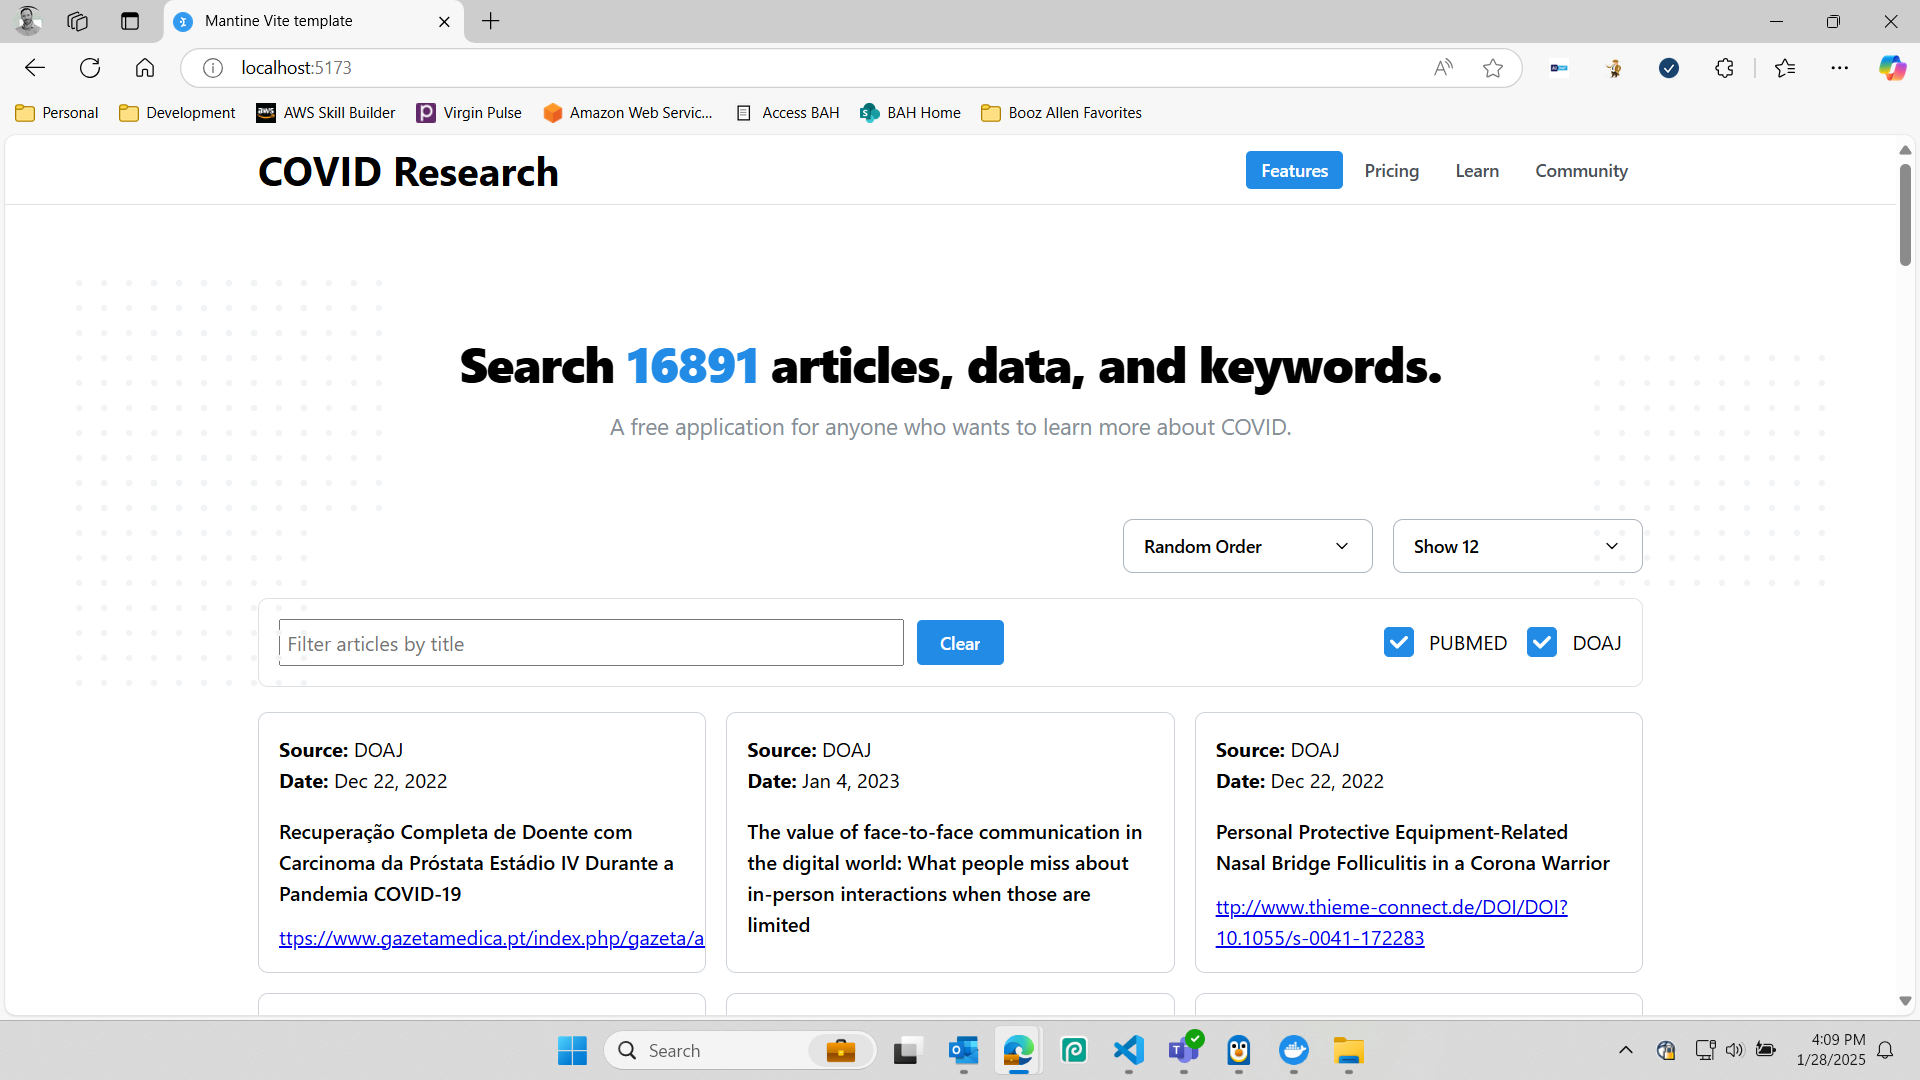 Mantine Vite template
localhost:5173
Personal
Development
AWS Skill Builder
Virgin Pulse
Amazon Web Servic...
Access BAH
BAH Home
Booz Allen Favorites
COVID Research
Features
Pricing
Learn
Community
Search 16891 articles, data, and keywords.
A free application for anyone who wants to learn more about COVID.
Random Order
Show 12
Filter articles by title
Clear
PUBMED
DOAJ
Source: DOAJ
Date: Dec 22, 2022
Recuperação Completa de Doente com
Carcinoma da Próstata Estádio IV Durante a
Pandemia COVID-19
ttps://www.gazetamedica.pt/index.php/gazeta/a
Source: DOAJ
Date: Jan 4, 2023
The value of face-to-face communication in
the digital world: What people miss about
in-person interactions when those are
limited
Source: DOAJ
Date: Dec 22, 2022
Personal Protective Equipment-Related
Nasal Bridge Folliculitis in a Corona Warrior
ttp://www.thieme-connect.de/DOI/DOI?
10.1055/s-0041-172283
Search
4:09 PM
1/28/2025